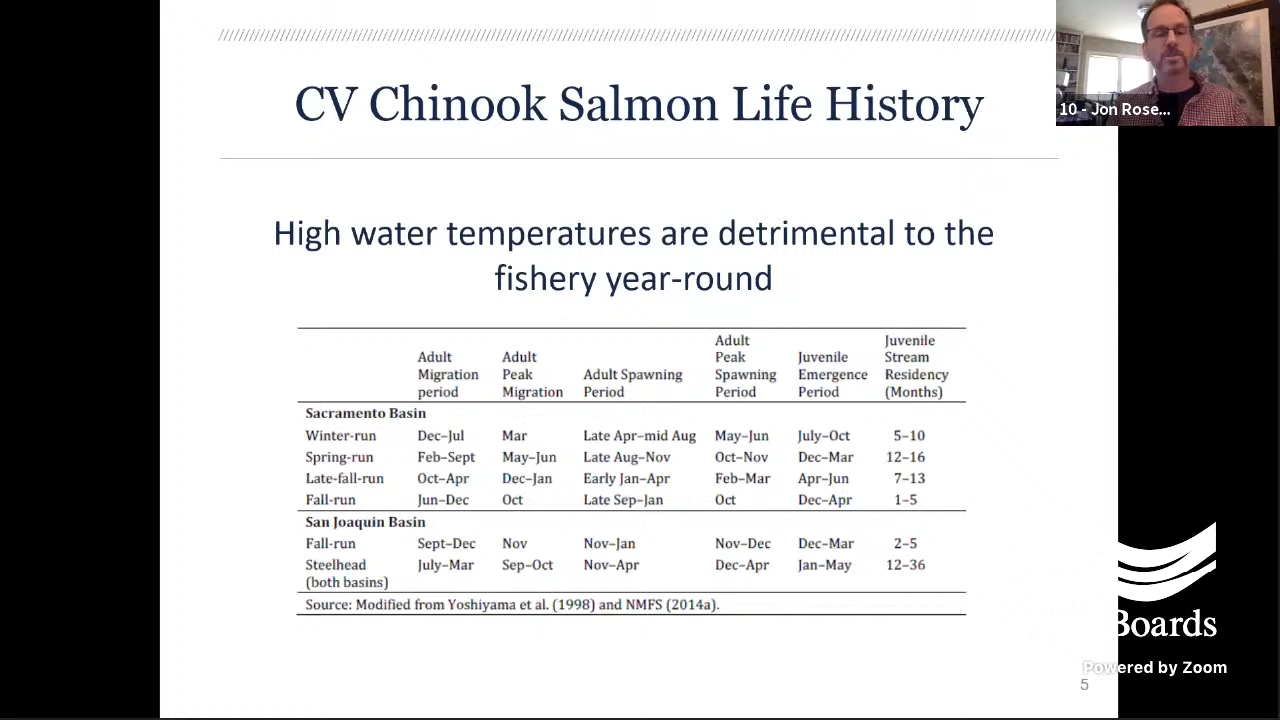 CV Chinook Salmon Life History
10 - Jon Rose...
High water temperatures are detrimental to the
fishery year-round
Adult Migration period Adult Peak Migration Adult Spawning Period Adult Peak Spawning Period Juvenile Emergence Period Juvenile Stream Residency (Months)
Sacramento Basin
Winter-run Dec–Jul Mar Late Apr–mid Aug May–Jun July–Oct 5–10
Spring-run Feb–Sept May–Jun Late Aug–Nov Oct–Nov Dec–Mar 12–16
Late-fall-run Oct–Apr Dec–Jan Early Jan–Apr Feb–Mar Apr–Jun 7–13
Fall-run Jun–Dec Oct Late Sep–Jan Oct Dec–Apr 1–5
San Joaquin Basin
Fall-run Sept–Dec Nov Nov–Jan Nov–Dec Dec–Mar 2–5
Steelhead July–Mar Sep–Oct Nov–Apr Dec–Apr Jan–May 12–36
(both basins)
Source: Modified from Yoshiyama et al. (1998) and NMFS (2014a).
Boards
Powered by Zoom
5